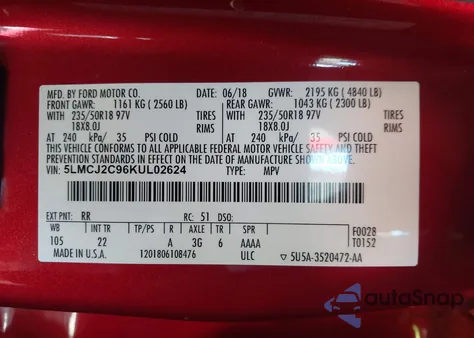 MFD. BY FORD MOTOR CO. 06/18 GVWR: 2195 KG ( 4840 LB)
FRONT GAWR: 1161 KG ( 2560 LB) REAR GAWR: 1043 KG ( 2300 LB)
WITH 235/50R18 97V TIRES WITH 235/50R18 97V TIRES
18X8.0J RIMS 18X8.0J RIMS
AT 240 kPa/ 35 PSI COLD AT 240 kPa/ 35 PSI COLD
THIS VEHICLE CONFORMS TO ALL APPLICABLE FEDERAL MOTOR VEHICLE SAFETY AND THEFT PREVENTION STANDARDS IN EFFECT ON THE DATE OF MANUFACTURE SHOWN ABOVE.
VIN: 5LMCJ2C96KUL02624 TYPE: MPV
EXT PNT: RR RC: 51 DSO:
WB TP/PS R AXLE TR SPR F0028
105 22 A 3G 6 AAAA T0152
MADE IN U.S.A. 1201806108476 ULC 5U5A-3520472-AA
autoSnap